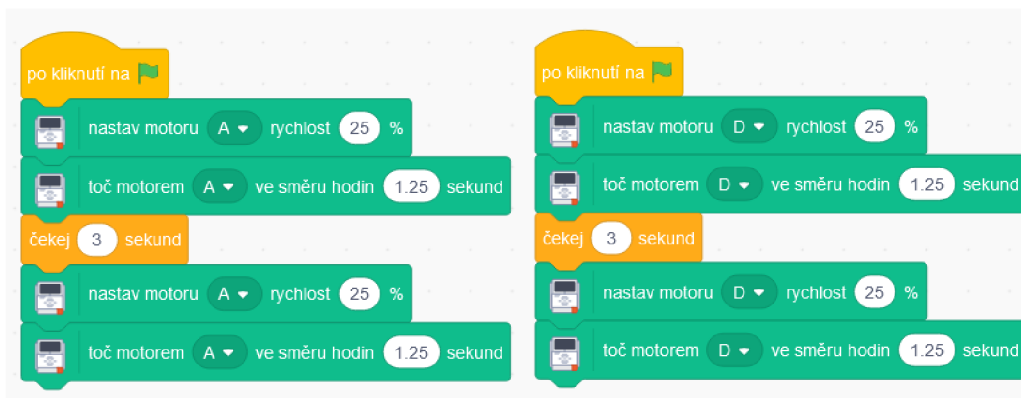 po kliknutí na
nastav motoru A rychlost 25 %
toč motorem A ve směru hodin 1.25 sekund
čekej 3 sekund
nastav motoru A rychlost 25 %
toč motorem A ve směru hodin 1.25 sekund
po kliknutí na
nastav motoru D rychlost 25 %
toč motorem D ve směru hodin 1.25 sekund
čekej 3 sekund
nastav motoru D rychlost 25 %
toč motorem D ve směru hodin 1.25 sekund